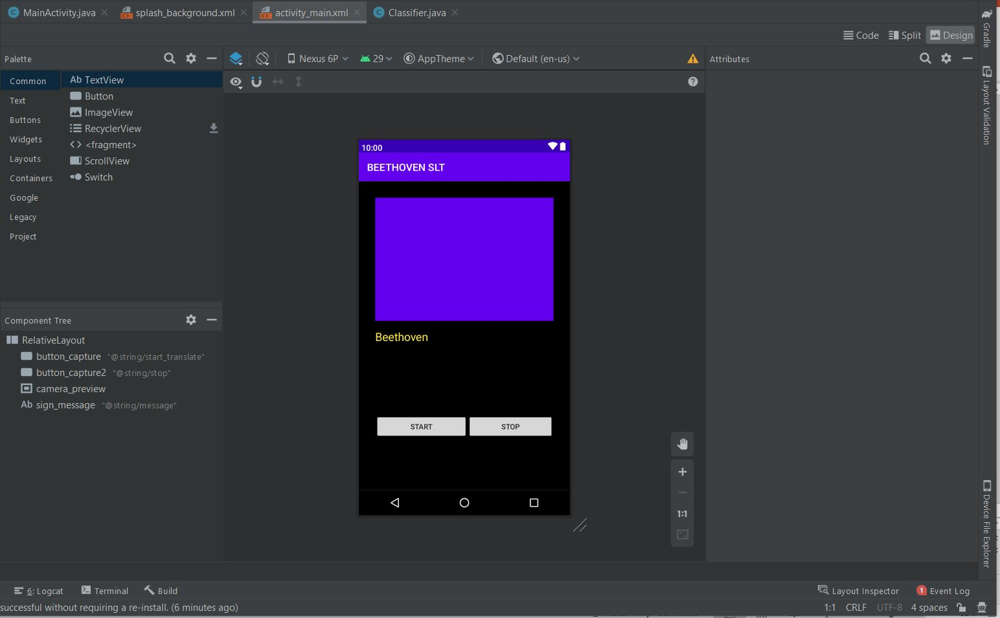 MainActivity.java splash_background.xml activity_main.xml Classifier.java
Code Split Design
Palette
Nexus 6P 29 AppTheme Default (en-us)
Attributes
Common
Text
Buttons
Widgets
Layouts
Containers
Google
Legacy
Project
Ab TextView
Button
ImageView
RecyclerView
<fragment>
ScrollView
Switch
Component Tree
RelativeLayout
button_capture "@string/start_translate"
button_capture2 "@string/stop"
camera_preview
Ab sign_message "@string/message"
10:00
BEETHOVEN SLT
Beethoven
START STOP
1:1
Gradle
Layout Validation
Device File Explorer
6: Logcat Terminal Build
Layout Inspector 1 Event Log
successful without requiring a re-install. (6 minutes ago)
1:1 CRLF UTF-8 4 spaces